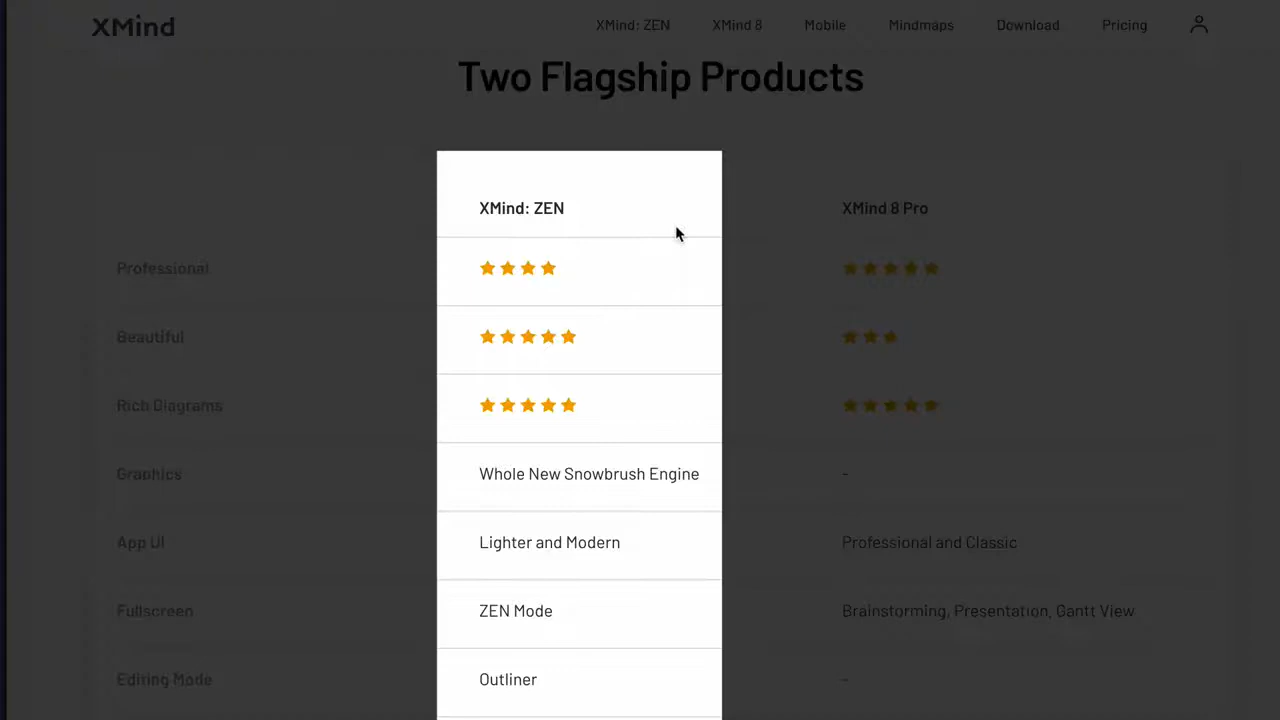 XMind XMind: ZEN XMind 8 Mobile Mindmaps Download Pricing
Two Flagship Products
XMind: ZEN XMind 8 Pro
Professional
Beautiful
Rich Diagrams
Graphics Whole New Snowbrush Engine -
App UI Lighter and Modern Professional and Classic
Fullscreen ZEN Mode Brainstorming, Presentation, Gantt View
Editing Mode Outliner -